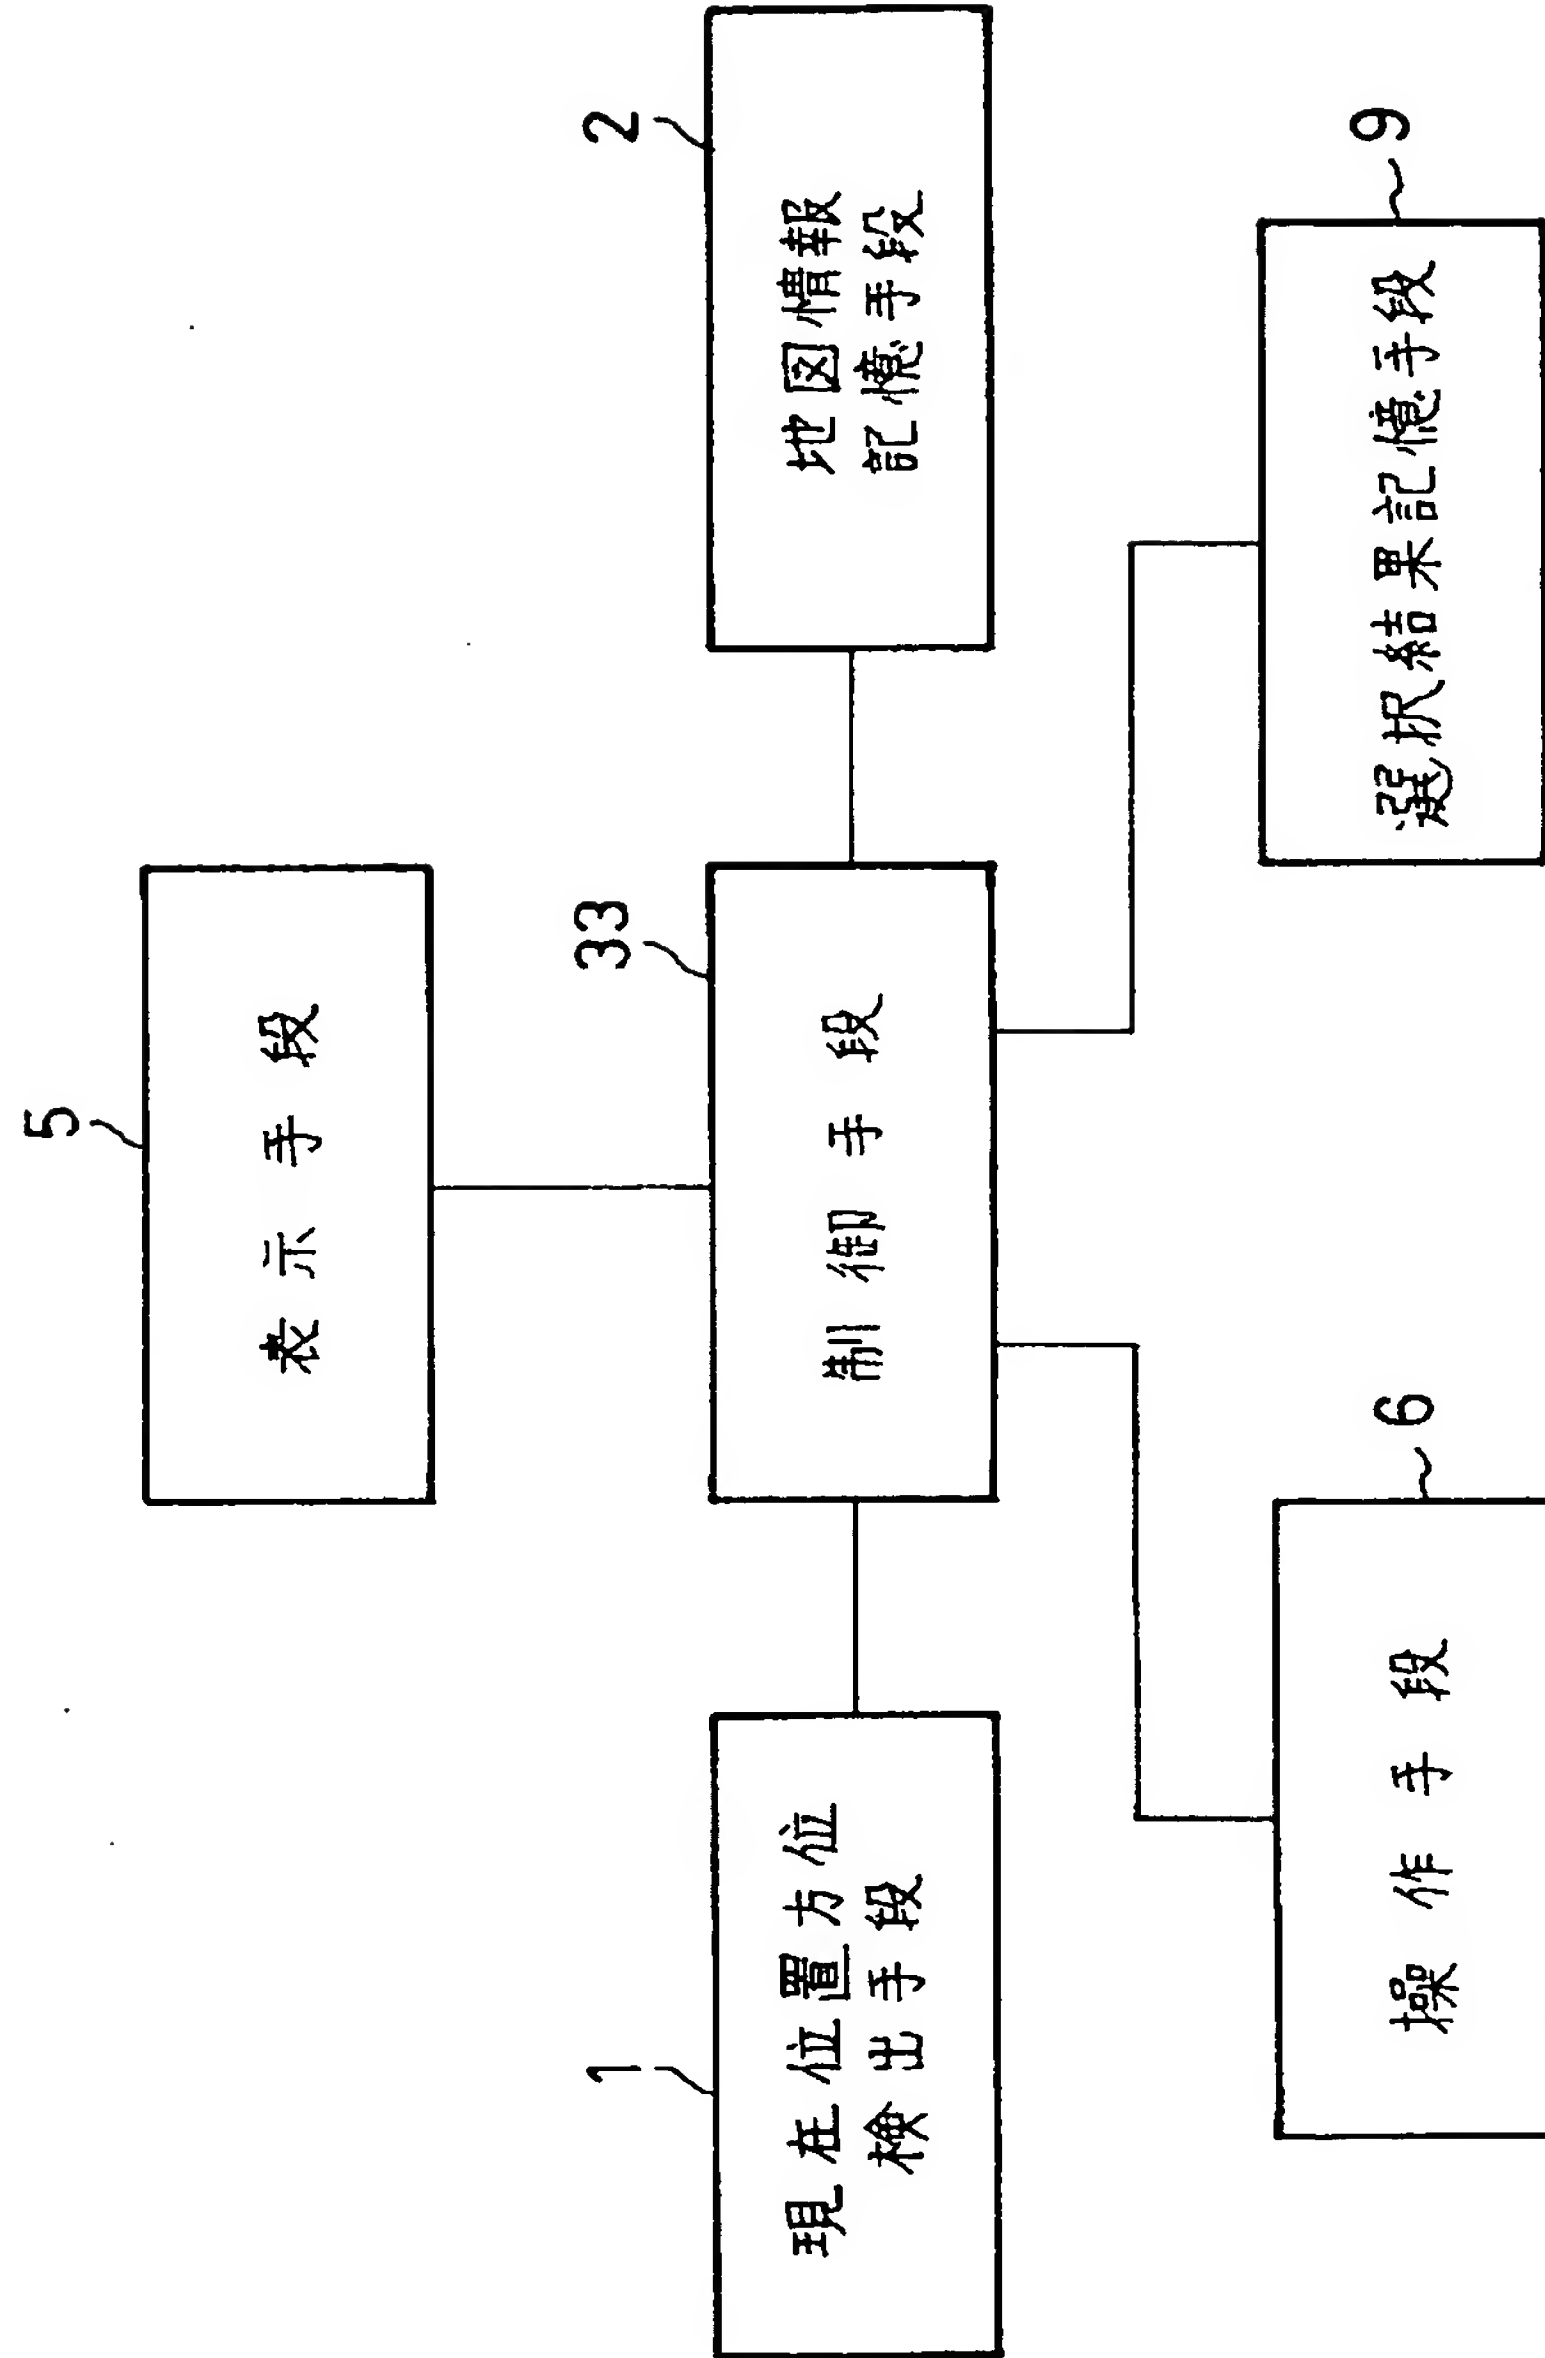 5
表示手段
1
現在位置方位
検出手段
33
制御手段
2
地図情報
記憶手段
6
操作手段
9
選択結果記憶手段